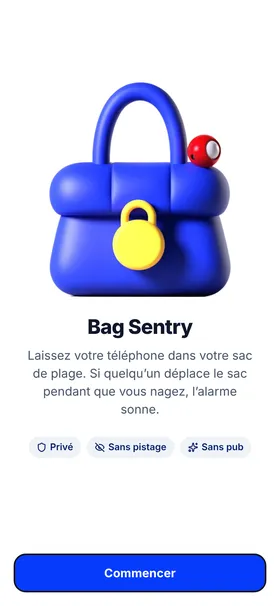 Bag Sentry
Laissez votre téléphone dans votre sac
de plage. Si quelqu’un déplace le sac
pendant que vous nagez, l’alarme
sonne.
Privé
Sans pistage
Sans pub
Commencer